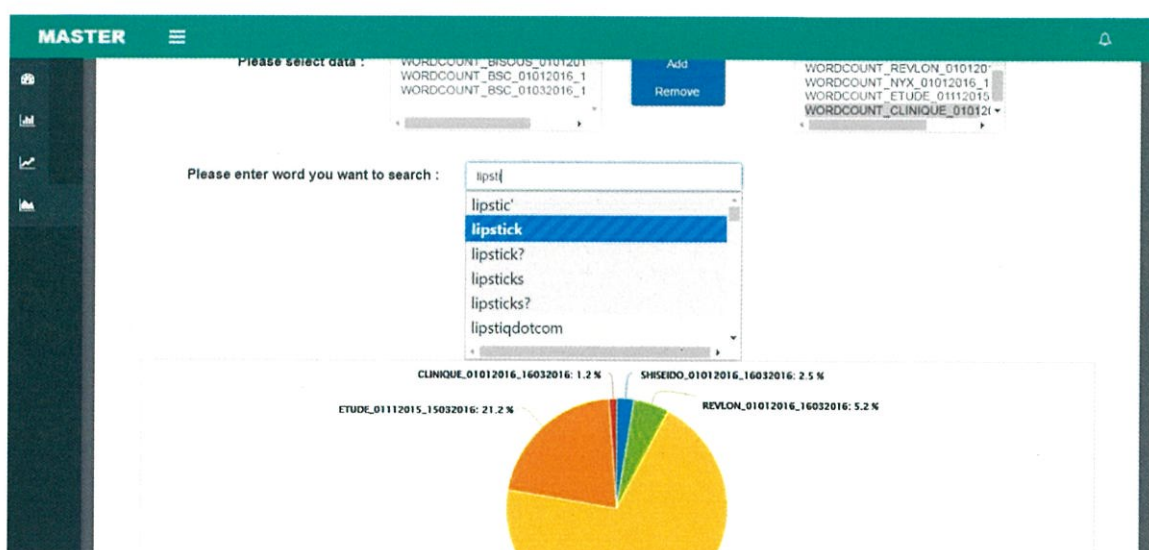 MASTER
Please select data :
WORDCOUNT_BISOUS_0101201
WORDCOUNT_BSC_01012016_1
WORDCOUNT_BSC_01032016_1
Add
Remove
WORDCOUNT_REVLON_010120
WORDCOUNT_NYX_01012016_1
WORDCOUNT_ETUDE_01112015
WORDCOUNT_CLINIQUE_010120
Please enter word you want to search :
lipsti
lipstic'
lipstick
lipstick?
lipsticks
lipsticks?
lipstiqdotcom
CLINIQUE_01012016_16032016: 1.2 %
SHISEIDO_01012016_16032016: 2.5 %
ETUDE_01112015_15032016: 21.2 %
REVLON_01012016_16032016: 5.2 %